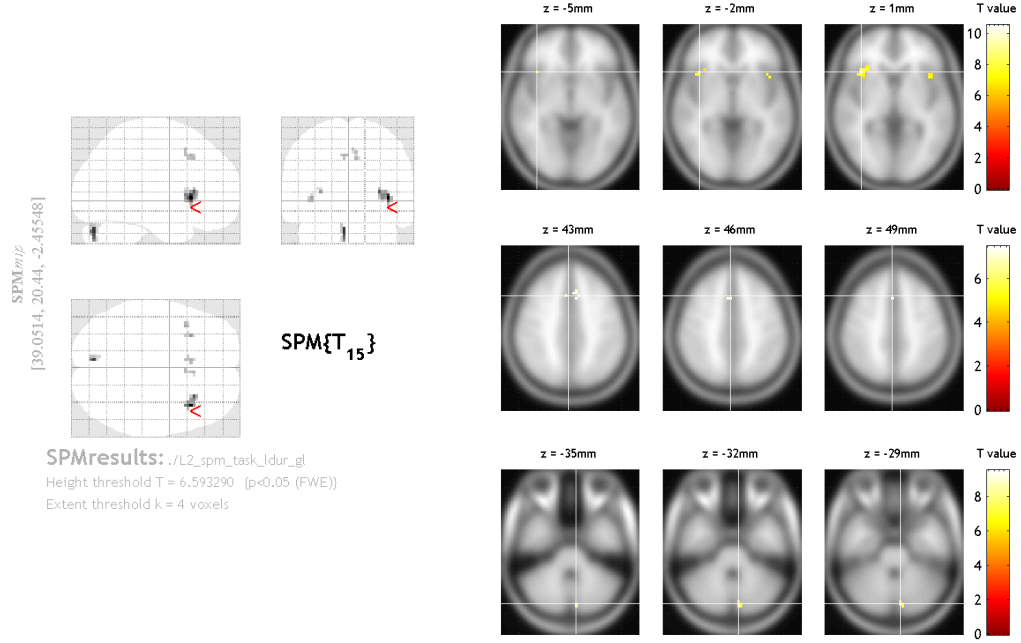 z = -5mm z = -2mm z = 1mm T value
10
8
6
4
2
0
SPMmip
[39.0514, 20.44, -2.45548]
<
<
<
SPM{T15}
z = 43mm z = 46mm z = 49mm T value
6
4
2
0
SPMresults: ./L2_spm_task_ldur_gl
Height threshold T = 6.593290 {p<0.05 (FWE)}
Extent threshold k = 4 voxels
z = -35mm z = -32mm z = -29mm T value
8
6
4
2
0